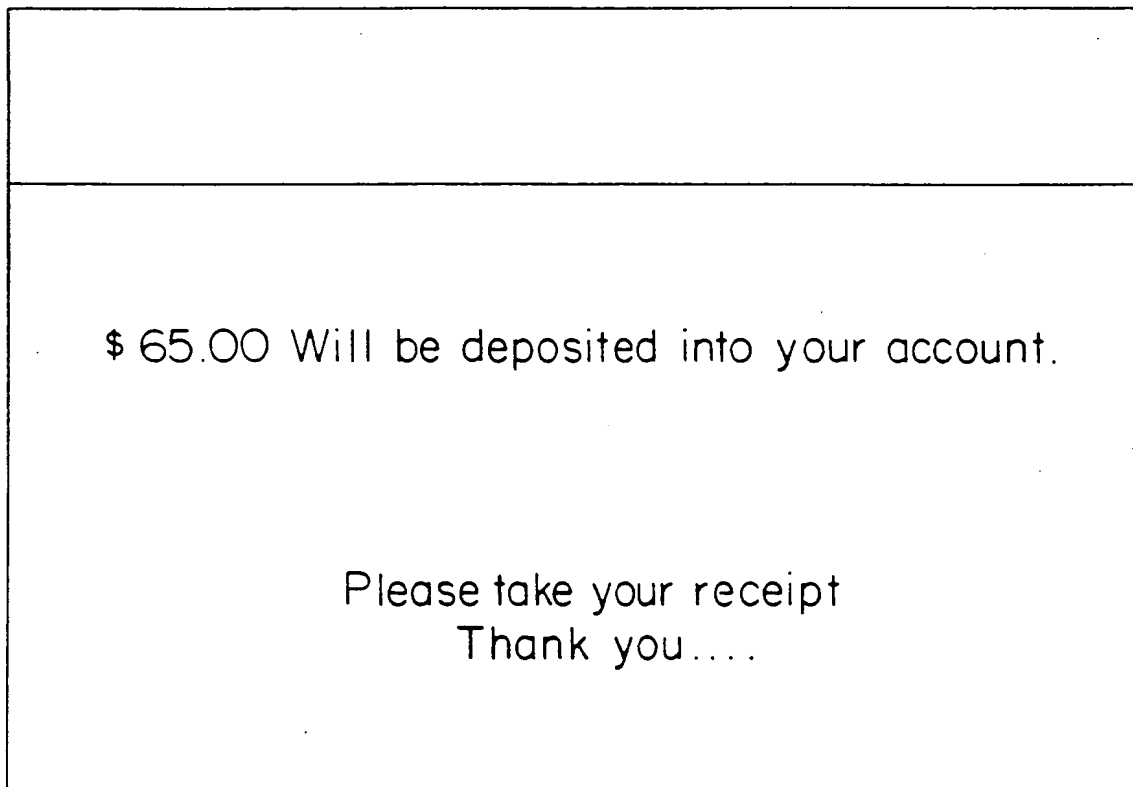 $ 65.00 Will be deposited into your account.
Please take your receipt
Thank you....